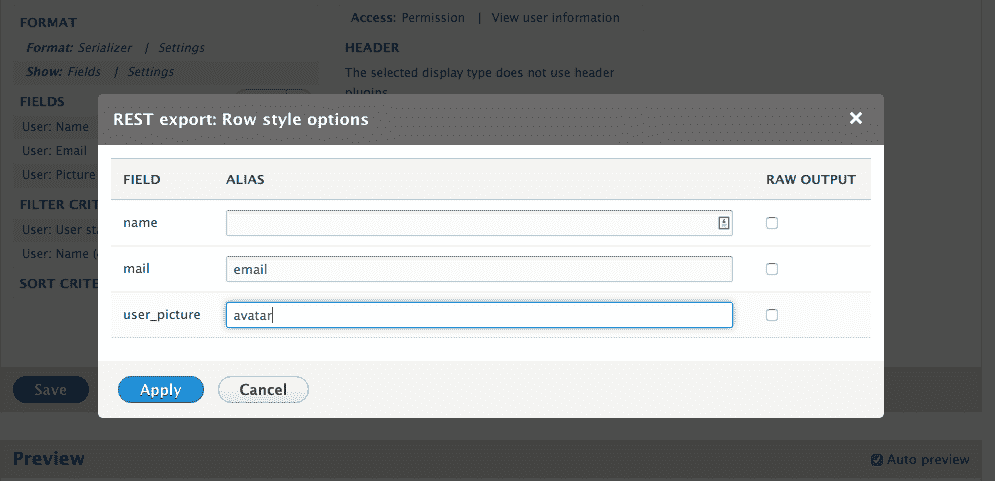 FORMAT
Format: Serializer | Settings
Show: Fields | Settings
FIELDS
User: Name
User: Email
User: Picture
FILTER CRIT
User: User st
User: Name (
SORT CRITE
Access: Permission | View user information
HEADER
The selected display type does not use header
plugins
REST export: Row style options
FIELD ALIAS RAW OUTPUT
name
mail email
user_picture avatar
Apply Cancel
Save
Preview
Auto preview